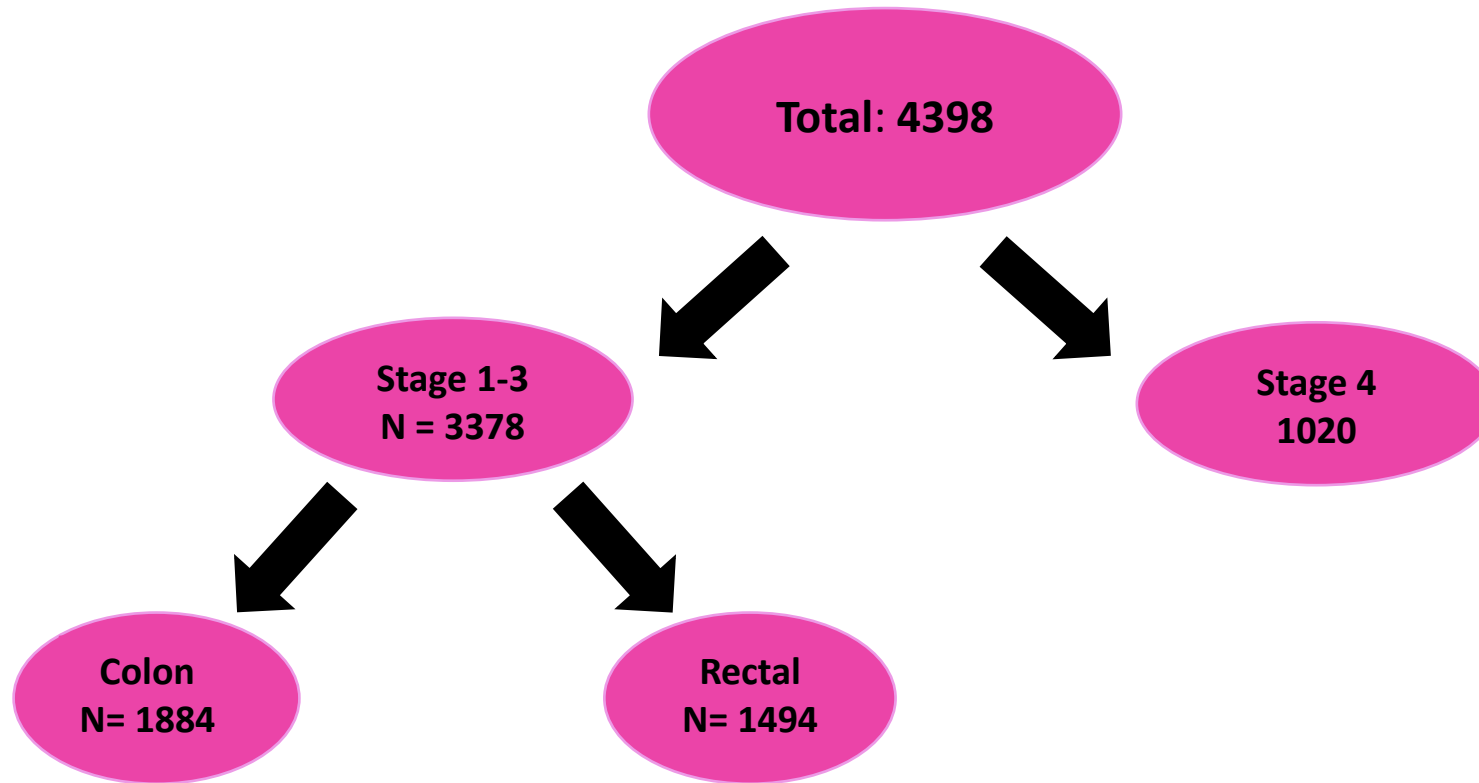 Total: 4398
Stage 1-3
N = 3378
Stage 4
1020
Colon
N= 1884
Rectal
N= 1494